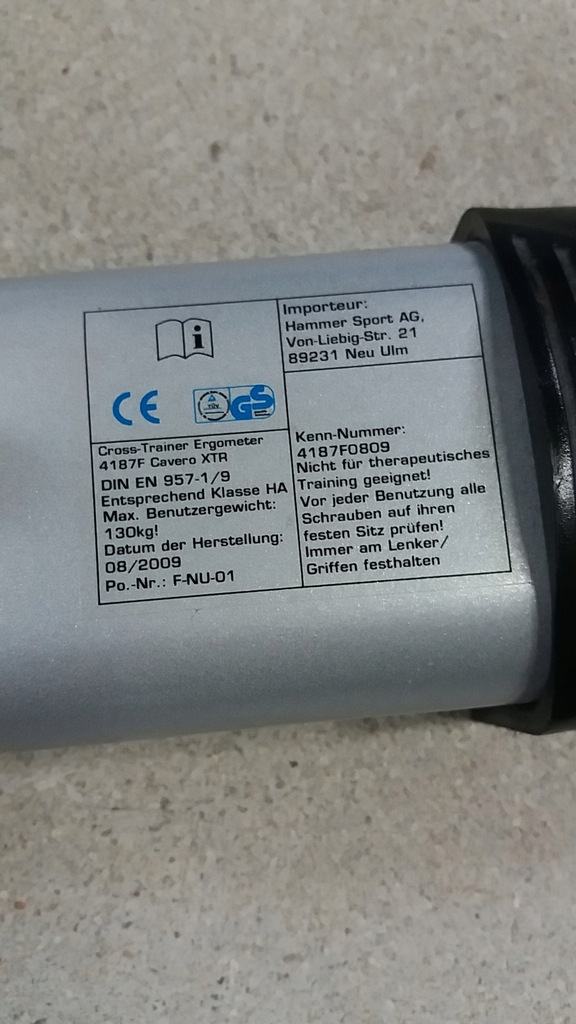 i
CE
TÜV
GS
Cross-Trainer Ergometer
4187F Cavero XTR
DIN EN 957-1/9
Entsprechend Klasse HA
Max. Benutzergewicht:
130kg!
Datum der Herstellung:
08/2009
Po.-Nr.: F-NU-01
Importeur:
Hammer Sport AG,
Von-Liebig-Str. 21
89231 Neu Ulm
Kenn-Nummer:
4187F0809
Nicht für therapeutisches
Training geeignet!
Vor jeder Benutzung alle
Schrauben auf ihren
festen Sitz prüfen!
Immer am Lenker/
Griffen festhalten